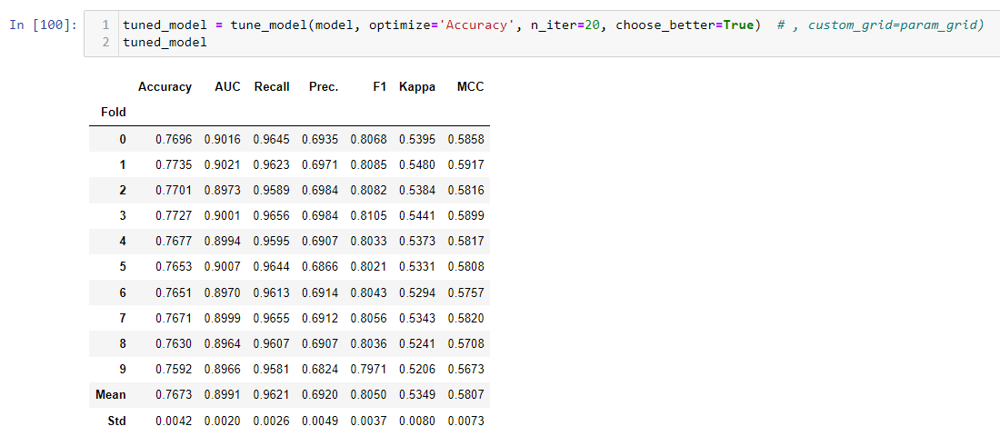 In [100]: 1 tuned_model = tune_model(model, optimize='Accuracy', n_iter=20, choose_better=True) # , custom_grid=param_grid)
2 tuned_model
Accuracy AUC Recall Prec. F1 Kappa MCC
Fold
0 0.7696 0.9016 0.9645 0.6935 0.8068 0.5395 0.5858
1 0.7735 0.9021 0.9623 0.6971 0.8085 0.5480 0.5917
2 0.7701 0.8973 0.9589 0.6984 0.8082 0.5384 0.5816
3 0.7727 0.9001 0.9656 0.6984 0.8105 0.5441 0.5899
4 0.7677 0.8994 0.9595 0.6907 0.8033 0.5373 0.5817
5 0.7653 0.9007 0.9644 0.6866 0.8021 0.5331 0.5808
6 0.7651 0.8970 0.9613 0.6914 0.8043 0.5294 0.5757
7 0.7671 0.8999 0.9655 0.6912 0.8056 0.5343 0.5820
8 0.7630 0.8964 0.9607 0.6907 0.8036 0.5241 0.5708
9 0.7592 0.8966 0.9581 0.6824 0.7971 0.5206 0.5673
Mean 0.7673 0.8991 0.9621 0.6920 0.8050 0.5349 0.5807
Std 0.0042 0.0020 0.0026 0.0049 0.0037 0.0080 0.0073